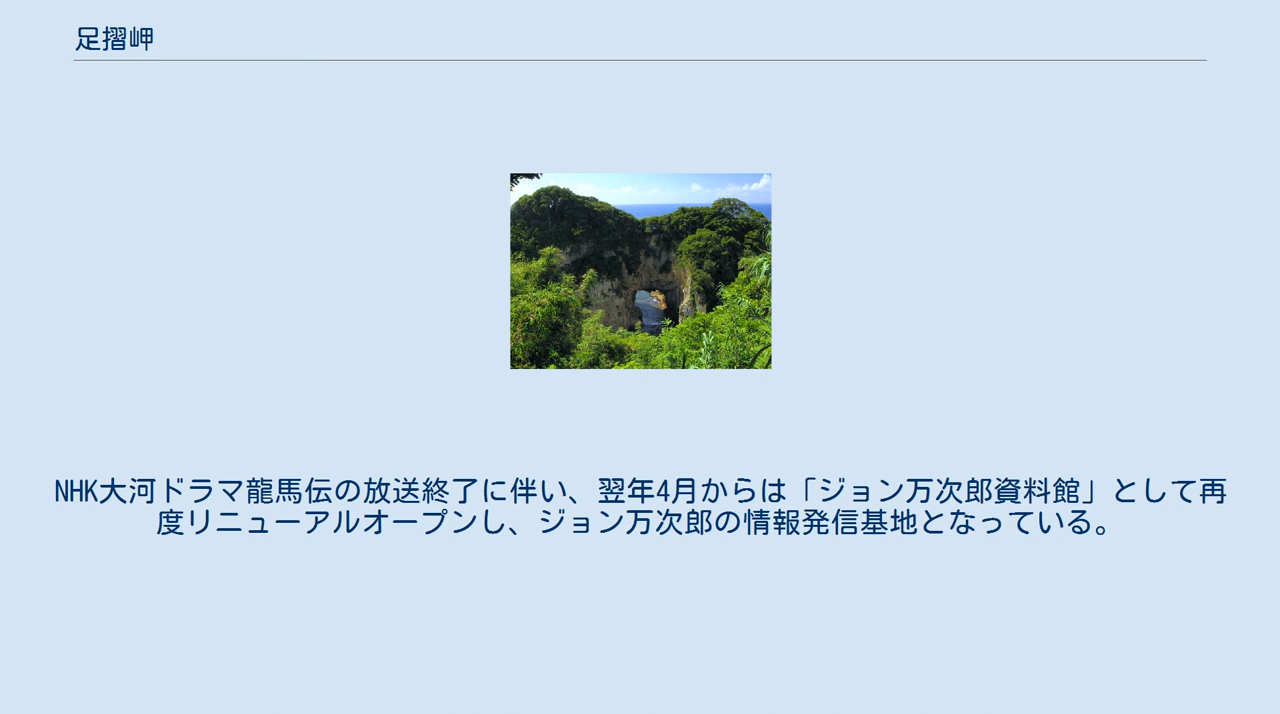 足摺岬
NHK大河ドラマ龍馬伝の放送終了に伴い、翌年4月からは「ジョン万次郎資料館」として再
度リニューアルオープンし、ジョン万次郎の情報発信基地となっている。